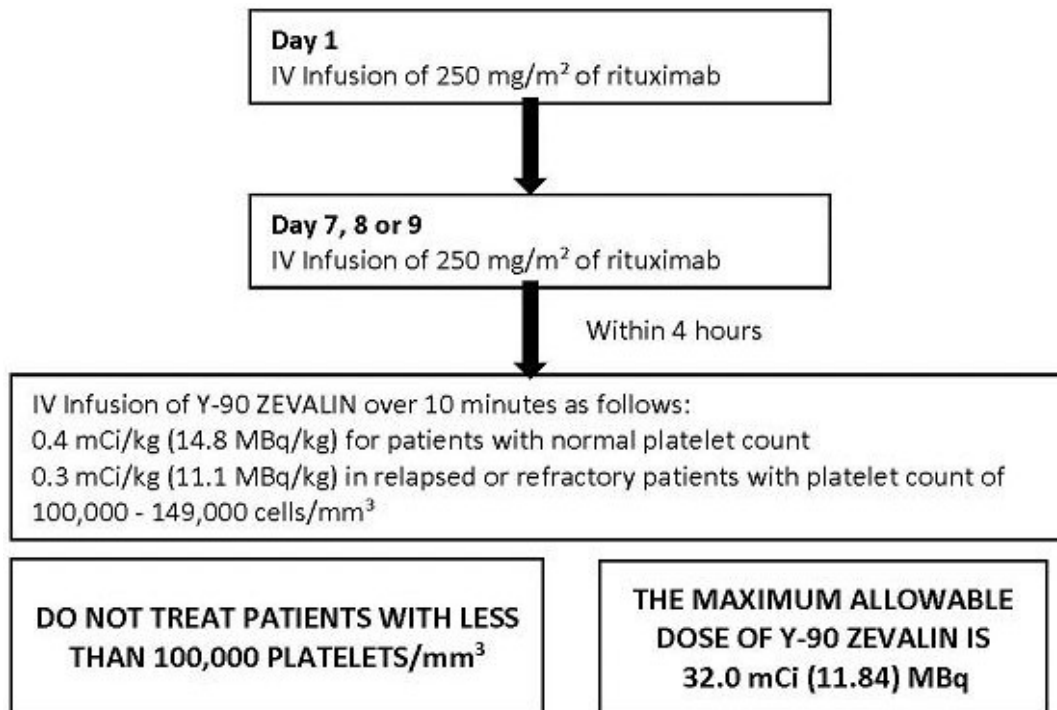 Day 1
IV Infusion of 250 mg/m² of rituximab
Day 7, 8 or 9
IV Infusion of 250 mg/m² of rituximab
Within 4 hours
IV Infusion of Y-90 ZEVALIN over 10 minutes as follows:
0.4 mCi/kg (14.8 MBq/kg) for patients with normal platelet count
0.3 mCi/kg (11.1 MBq/kg) in relapsed or refractory patients with platelet count of
100,000 - 149,000 cells/mm³
DO NOT TREAT PATIENTS WITH LESS
THAN 100,000 PLATELETS/mm³
THE MAXIMUM ALLOWABLE
DOSE OF Y-90 ZEVALIN IS
32.0 mCi (11.84) MBq